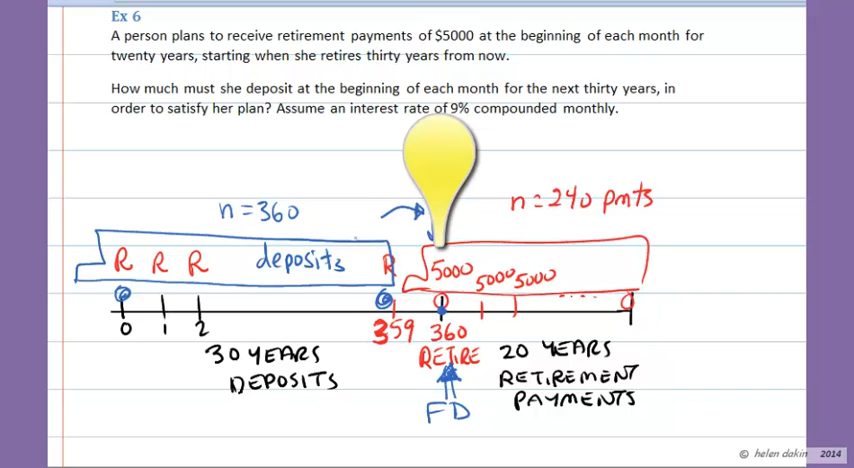 Ex 6
A person plans to receive retirement payments of $5000 at the beginning of each month for
twenty years, starting when she retires thirty years from now.
How much must she deposit at the beginning of each month for the next thirty years, in
order to satisfy her plan? Assume an interest rate of 9% compounded monthly.
n=360
n=240 pmts
R R R deposits R 5000 5000 5000 ....
0 1 2 359 360
30 YEARS RETIRE 20 YEARS
DEPOSITS RETIREMENT
FD PAYMENTS
© helen dakin 2014